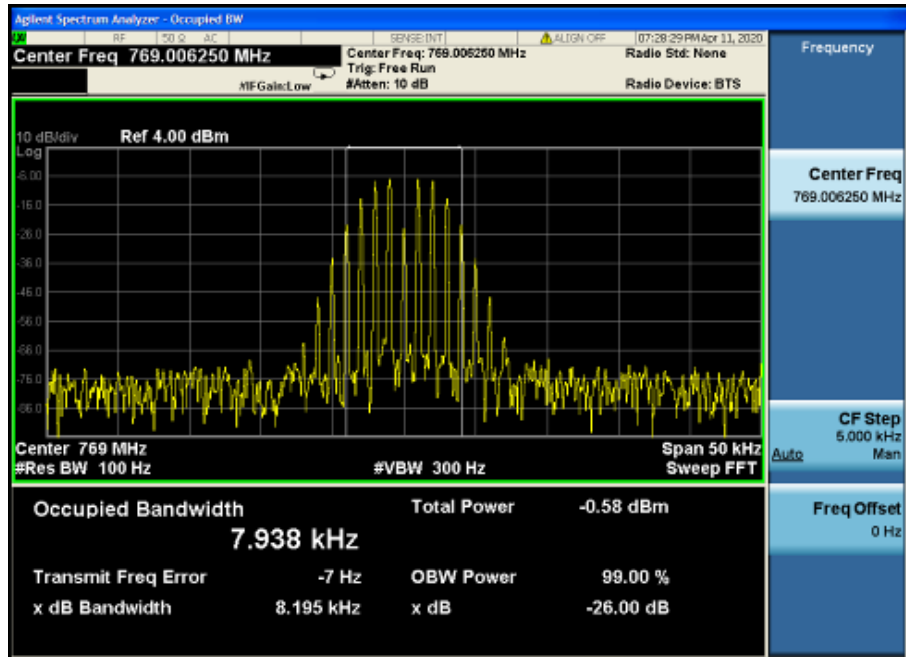 Agilent Spectrum Analyzer - Occupied BW
RF 50 Ω AC SENSE:INT ALIGN OFF 07:28:29 PM Apr 11, 2020
Center Freq 769.006250 MHz
Center Freq: 769.006250 MHz
Radio Std: None
Trig: Free Run
#IFGain:Low
#Atten: 10 dB
Radio Device: BTS
10 dB/div Ref 4.00 dBm
Log
-6.00
-16.0
-26.0
-36.0
-46.0
-56.0
-66.0
-76.0
-86.0
Center 769 MHz Span 50 kHz
#Res BW 100 Hz #VBW 300 Hz Sweep FFT
Occupied Bandwidth Total Power -0.58 dBm
7.938 kHz
Transmit Freq Error -7 Hz OBW Power 99.00 %
x dB Bandwidth 8.195 kHz x dB -26.00 dB
Frequency
Center Freq
769.006250 MHz
CF Step
5.000 kHz
Auto Man
Freq Offset
0 Hz